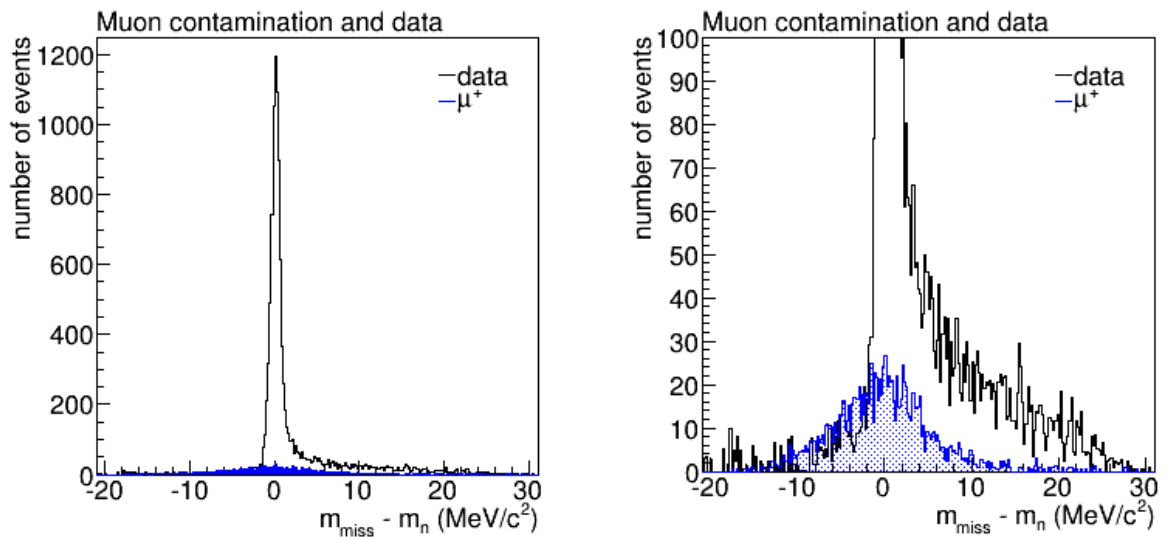 Muon contamination and data
number of events
1200
1000
800
600
400
200
0
-20 -10 0 10 20 30
m_miss - m_n (MeV/c²)
data
μ⁺
Muon contamination and data
number of events
100
90
80
70
60
50
40
30
20
10
0
-20 -10 0 10 20 30
m_miss - m_n (MeV/c²)
data
μ⁺